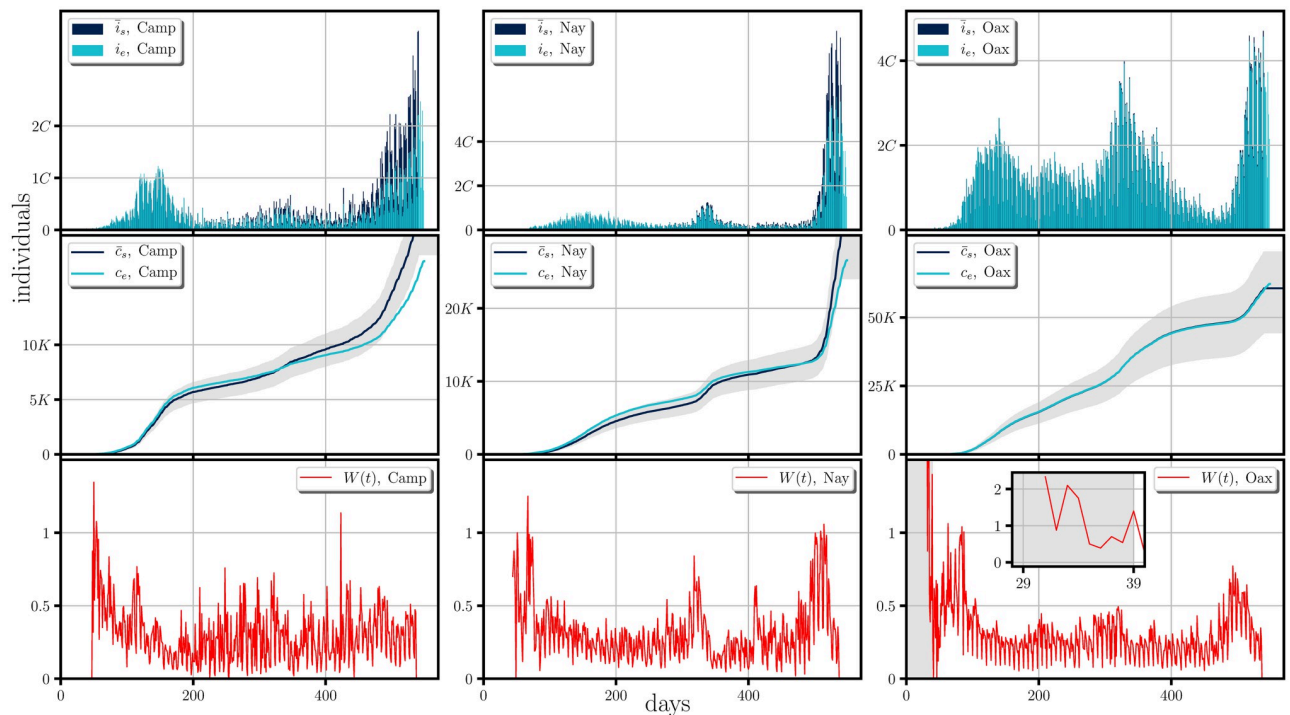 i̅_s, Camp
i_e, Camp
2C
1C
0
i̅_s, Nay
i_e, Nay
4C
2C
0
i̅_s, Oax
i_e, Oax
4C
2C
0
individuals
c̅_s, Camp
c_e, Camp
10K
5K
0
c̅_s, Nay
c_e, Nay
20K
10K
0
c̅_s, Oax
c_e, Oax
50K
25K
0
W(t), Camp
1
0.5
0
0 200 400
W(t), Nay
1
0.5
0
0 200 400
W(t), Oax
2
1
0
29 39
1
0.5
0
0 200 400
days